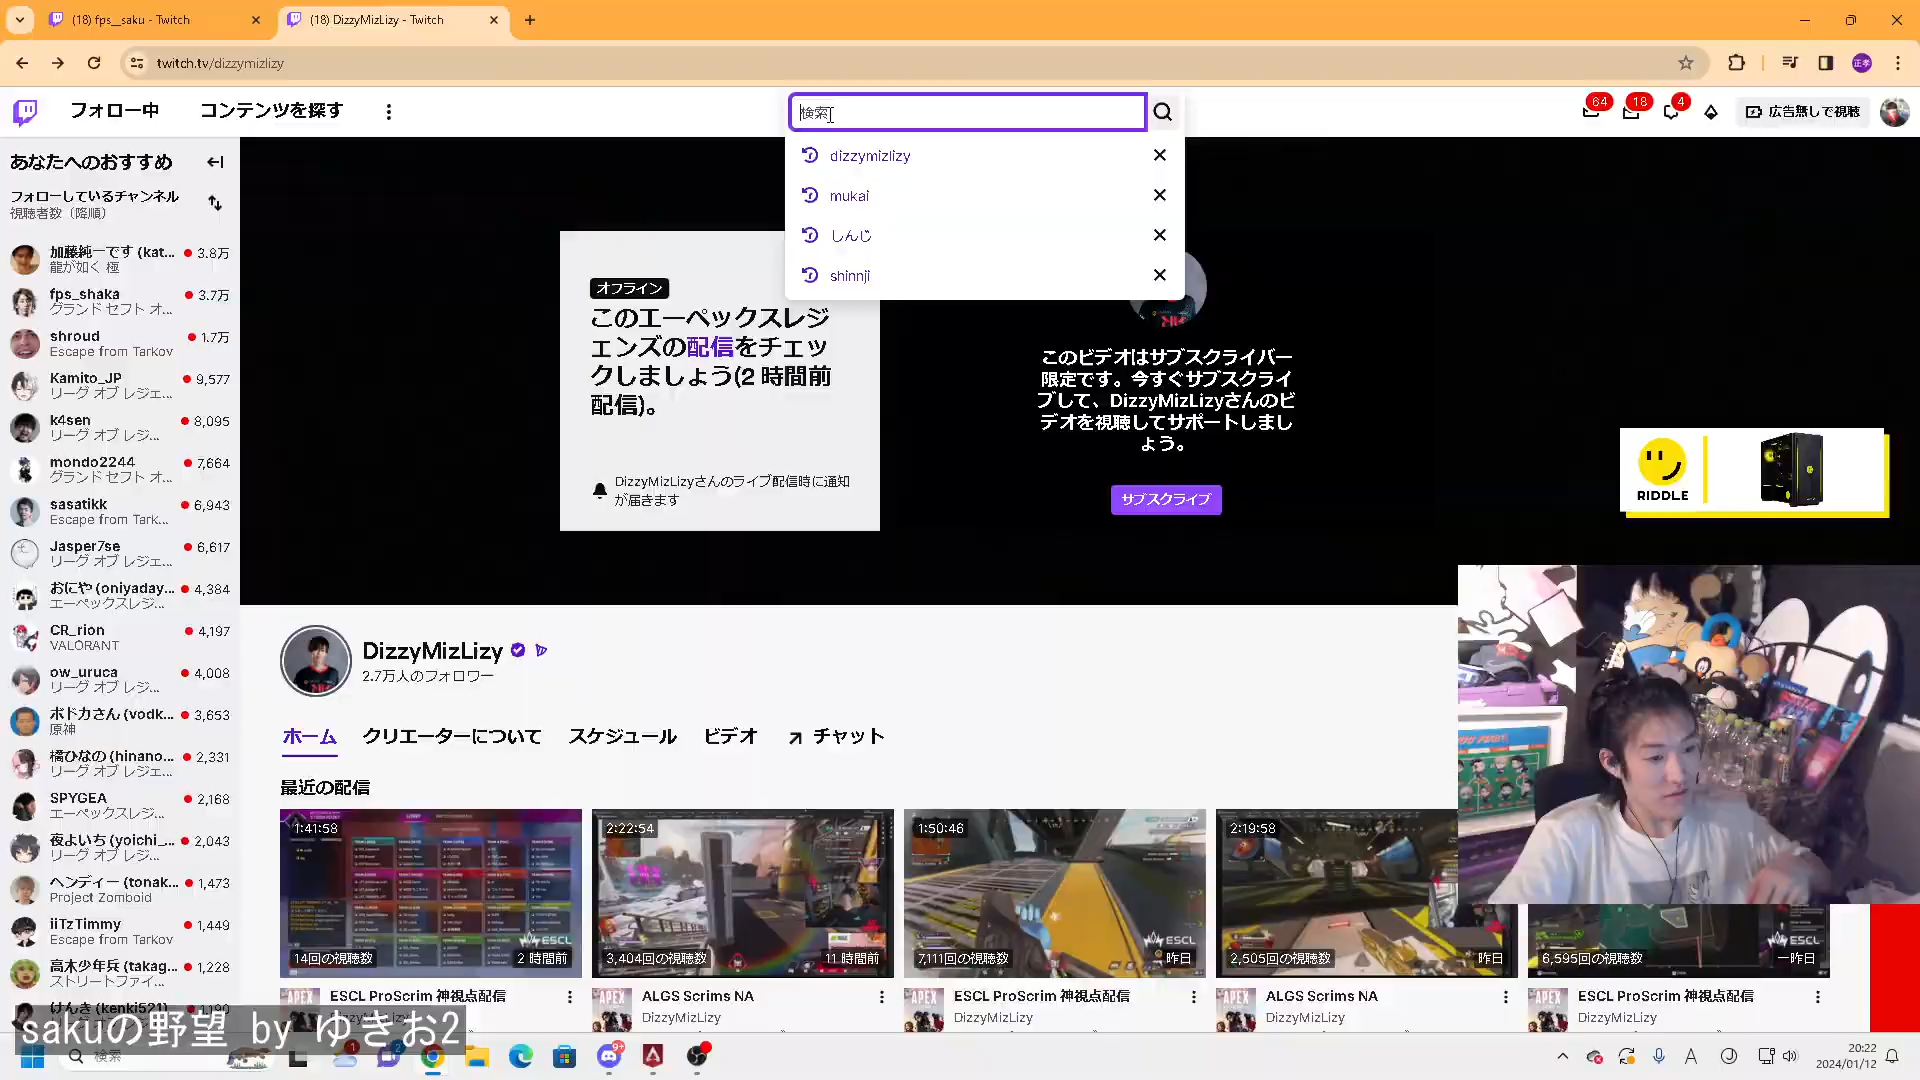 (18) fps_saku - Twitch
(18) DizzyMizLizy - Twitch
twitch.tv/dizzymizlizy
正孝
フォロー中
コンテンツを探す
検索
64
18
4
広告無しで視聴
dizzymizlizy
mukai
しんじ
shinnji
あなたへのおすすめ
フォローしているチャンネル
視聴者数（降順）
加藤純一です (kat...
3.8万
龍が如く 極
fps_shaka
3.7万
グランド セフト オ...
shroud
1.7万
Escape from Tarkov
Kamito_JP
9,577
リーグ オブ レジェ...
k4sen
8,095
リーグ オブ レジ...
mondo2244
7,664
グランド セフト オ...
sasatikk
6,943
Escape from Tark...
Jasper7se
6,617
リーグ オブ レジェ...
おにや (oniyaday...
4,384
エーペックスレジ...
CR_rion
4,197
VALORANT
ow_uruca
4,008
リーグ オブ レジ...
ボドカさん (vodk...
3,653
原神
橘ひなの (hinano...
2,331
リーグ オブ レジェ...
SPYGEA
2,168
エーペックスレジ...
夜よいち (yoichi_...
2,043
リーグ オブ レジ...
ヘンディー (tonak...
1,473
Project Zomboid
iiTzTimmy
1,449
Escape from Tarkov
高木少年兵 (takag...
1,228
ストリートファイ...
けんき (kenki521)
1,190
オフライン
このエーペックスレジ
ェンズの配信をチェッ
クしましょう(2 時間前
配信)。
DizzyMizLizyさんのライブ配信時に通知
が届きます
このビデオはサブスクライバー
限定です。今すぐサブスクライ
ブして、DizzyMizLizyさんのビ
デオを視聴してサポートしまし
ょう。
サブスクライブ
RIDDLE
DizzyMizLizy
2.7万人のフォロワー
ホーム
クリエーターについて
スケジュール
ビデオ
チャット
最近の配信
1:41:58
ESCL
14回の視聴数
2 時間前
2:22:54
3,404回の視聴数
11 時間前
1:50:46
7,111回の視聴数
昨日
2:19:58
2,505回の視聴数
昨日
ESCL
6,595回の視聴数
一昨日
APEX
ESCL ProScrim 神視点配信
DizzyMizLizy
APEX
ALGS Scrims NA
DizzyMizLizy
APEX
ESCL ProScrim 神視点配信
DizzyMizLizy
APEX
ALGS Scrims NA
DizzyMizLizy
APEX
ESCL ProScrim 神視点配信
DizzyMizLizy
sakuの野望 by ゆきお2
検索
1
2
9+
A
20:22
2024/01/12